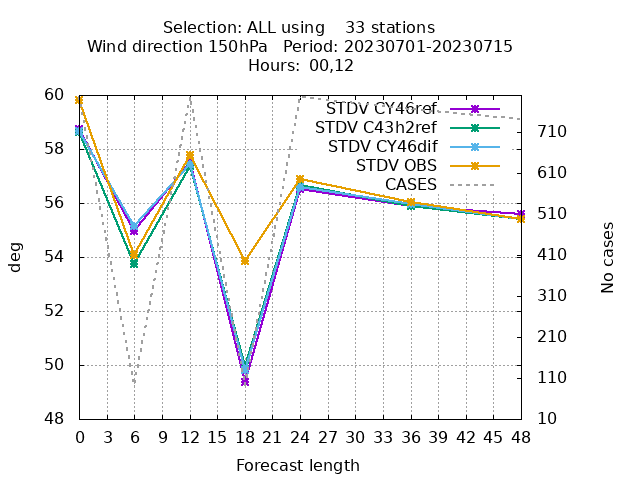 Selection: ALL using    33 stations
Wind direction 150hPa   Period: 20230701-20230715
Hours: 00,12
STDV CY46ref
STDV C43h2ref
STDV CY46dif
STDV OBS
CASES
60
58
56
54
52
50
48
deg
710
610
510
410
310
210
110
10
No cases
0 3 6 9 12 15 18 21 24 27 30 33 36 39 42 45 48
Forecast length